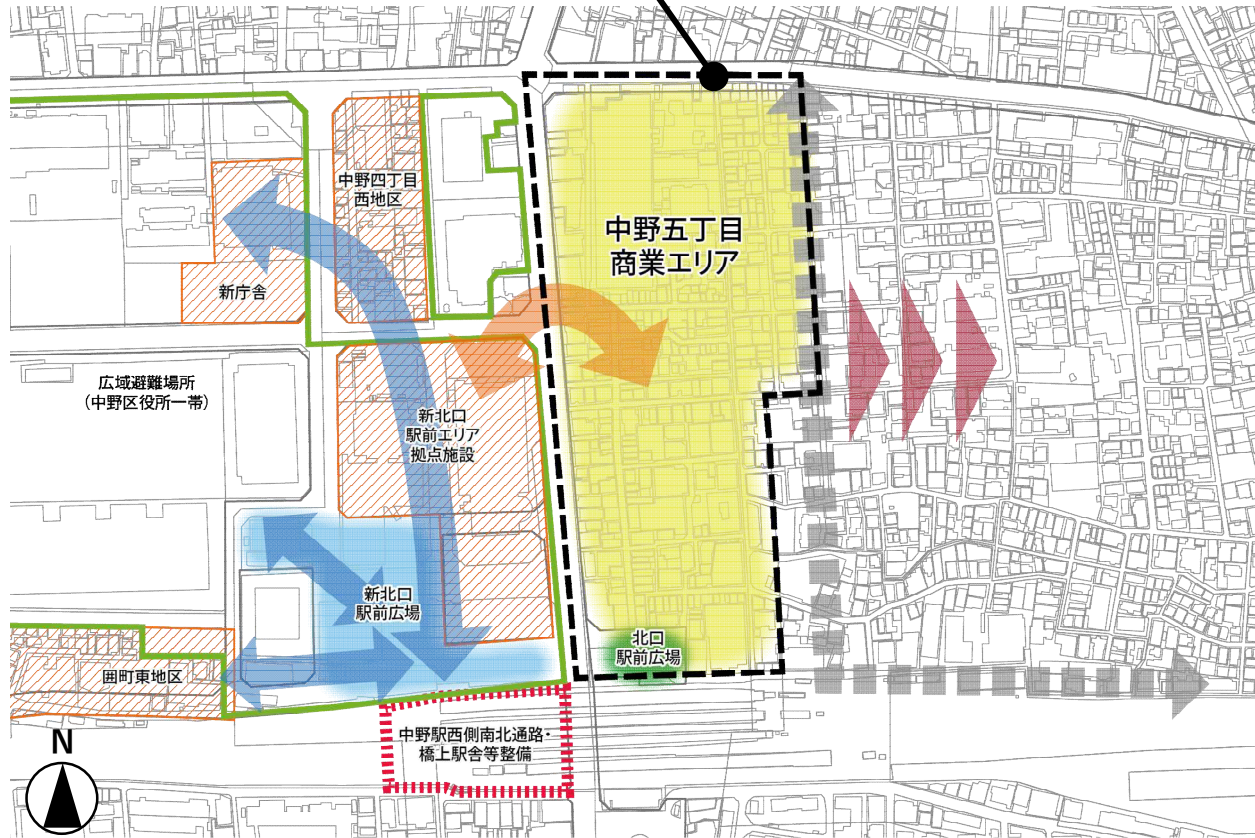 中野四丁目
西地区
中野五丁目
商業エリア
新庁舎
広域避難場所
（中野区役所一帯）
新北口
駅前エリア
拠点施設
新北口
駅前広場
北口
駅前広場
囲町東地区
中野駅西側南北通路・
橋上駅舎等整備
N